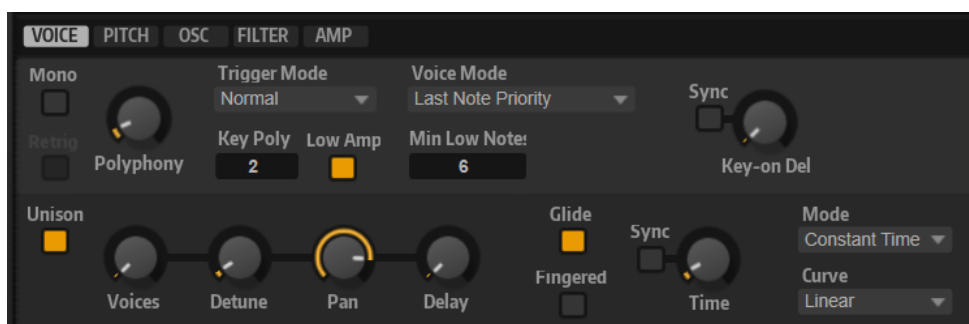 VOICE PITCH OSC FILTER AMP
Mono Trigger Mode Voice Mode
Normal Last Note Priority Sync
Retrig Key Poly Low Amp Min Low Notes
Polyphony 2 6 Key-on Del
Unison Glide Mode
Sync Constant Time
Fingered Curve
Voices Detune Pan Delay Time Linear